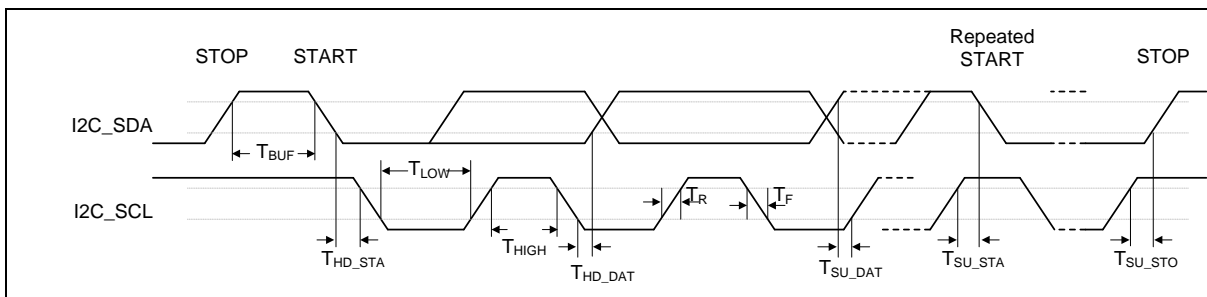 Repeated
STOP START START STOP
I2C_SDA
TBUF
TLOW
I2C_SCL
TR TF
THD_STA THIGH THD_DAT TSU_DAT TSU_STA TSU_STO